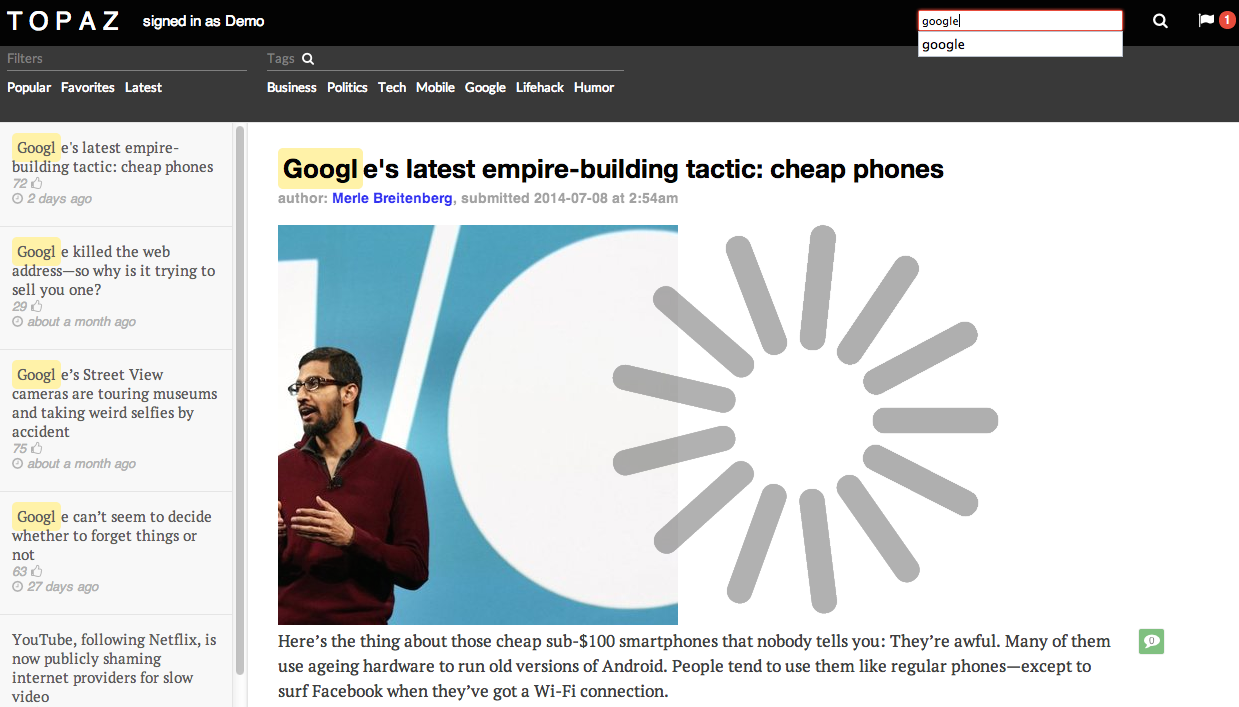 TOPAZ signed in as Demo
google
1
google
Filters
Popular Favorites Latest
Tags
Business Politics Tech Mobile Google Lifehack Humor
Google's latest empire-
building tactic: cheap phones
72
2 days ago
Google killed the web
address—so why is it trying to
sell you one?
29
about a month ago
Google’s Street View
cameras are touring museums
and taking weird selfies by
accident
75
about a month ago
Google can’t seem to decide
whether to forget things or
not
63
27 days ago
YouTube, following Netflix, is
now publicly shaming
internet providers for slow
video
Google's latest empire-building tactic: cheap phones
author: Merle Breitenberg, submitted 2014-07-08 at 2:54am
I/O
Here’s the thing about those cheap sub-$100 smartphones that nobody tells you: They’re awful. Many of them
use ageing hardware to run old versions of Android. People tend to use them like regular phones—except to
surf Facebook when they’ve got a Wi-Fi connection.
0